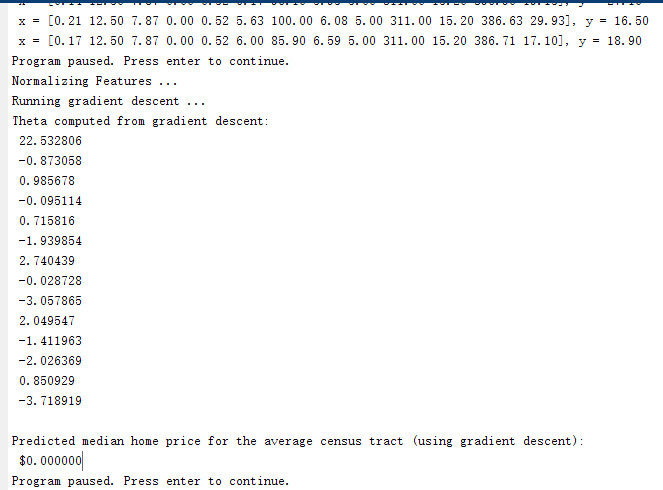 x = [0.21 12.50 7.87 0.00 0.52 5.63 100.00 6.08 5.00 311.00 15.20 386.63 29.93], y = 16.50
x = [0.17 12.50 7.87 0.00 0.52 6.00 85.90 6.59 5.00 311.00 15.20 386.71 17.10], y = 18.90
Program paused. Press enter to continue.
Normalizing Features ...
Running gradient descent ...
Theta computed from gradient descent:
22.532806
-0.873058
0.985678
-0.095114
0.715816
-1.939854
2.740439
-0.028728
-3.057865
2.049547
-1.411963
-2.026369
0.850929
-3.718919
Predicted median home price for the average census tract (using gradient descent):
$0.000000
Program paused. Press enter to continue.